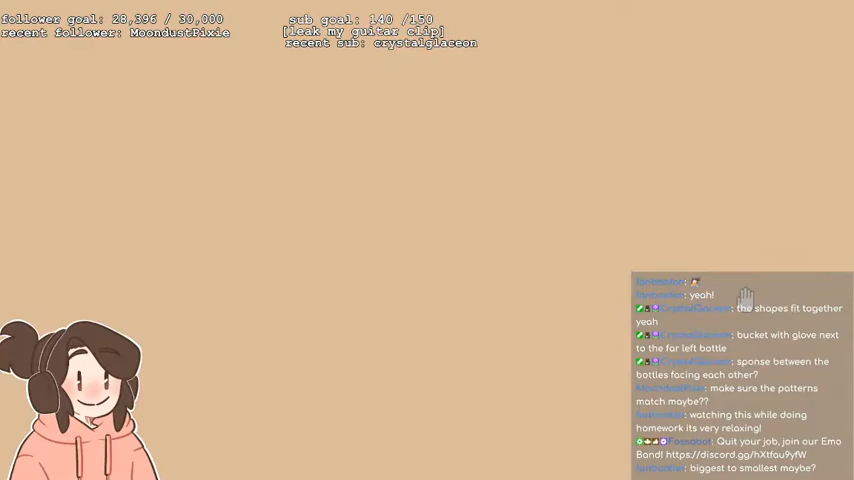 follower goal: 28,396 / 30,000
recent follower: MoondustPixie
sub goal: 140 /150
[leak my guitar clip]
recent sub: crystalglaceon
yeah!
: the shapes fit together
yeah
: bucket with glove next
to the far left bottle
: sponse between the
bottles facing each other?
MoondustPixie: make sure the patterns
match maybe??
: watching this while doing
homework its very relaxing!
Fossabot: Quit your job, join our Emo
Band! https://discord.gg/hXtfau9yfW
: biggest to smallest maybe?